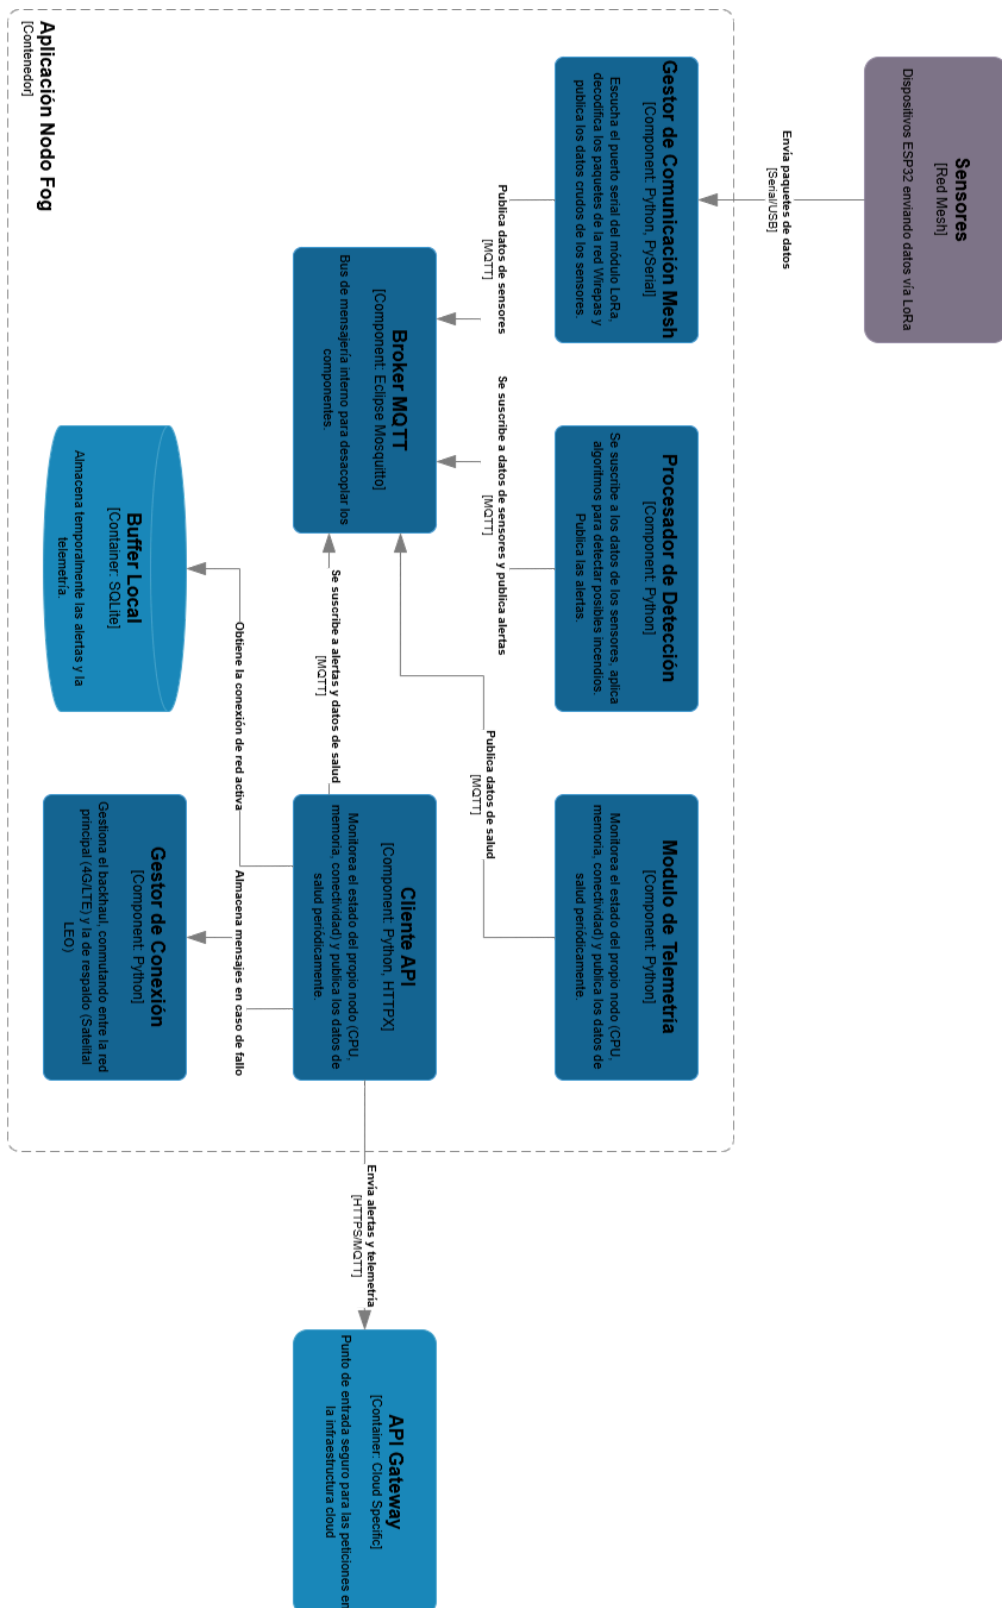 Sensores
[Red Mesh]
Dispositivos ESP32 enviando datos vía LoRa
Envía paquetes de datos
[Serial/USB]
Gestor de Comunicación Mesh
[Component: Python, PySerial]
Escucha el puerto serial del módulo LoRa,
decodifica los paquetes de la red Wirepas y
publica los datos crudos de los sensores.
Procesador de Detección
[Component: Python]
Se suscribe a los datos de los sensores, aplica
algoritmos para detectar posibles incendios.
Publica las alertas.
Modulo de Telemetría
[Component: Python]
Monitorea el estado del propio nodo (CPU,
memoria, conectividad) y publica los datos de
salud periódicamente.
Publica datos de sensores
[MQTT]
Se suscribe a datos de sensores y publica alertas
[MQTT]
Publica datos de salud
[MQTT]
Broker MQTT
[Component: Eclipse Mosquitto]
Bus de mensajería interno para desacoplar los
componentes.
Se suscribe a alertas y datos de salud
[MQTT]
Cliente API
[Component: Python, HTTPX]
Monitorea el estado del propio nodo (CPU,
memoria, conectividad) y publica los datos de
salud periódicamente.
Envía alertas y telemetría
[HTTPS/MQTT]
API Gateway
[Container: Cloud Specific]
Punto de entrada seguro para las peticiones en
la infraestructura cloud
Obtiene la conexión de red activa
Almacena mensajes en caso de fallo
Buffer Local
[Container: SQLite]
Almacena temporalmente las alertas y la
telemetría.
Gestor de Conexión
[Component: Python]
Gestiona el backhaul, conmutando entre la red
principal (4G/LTE) y la de respaldo (Satelital
LEO)
Aplicación Nodo Fog
[Contenedor]